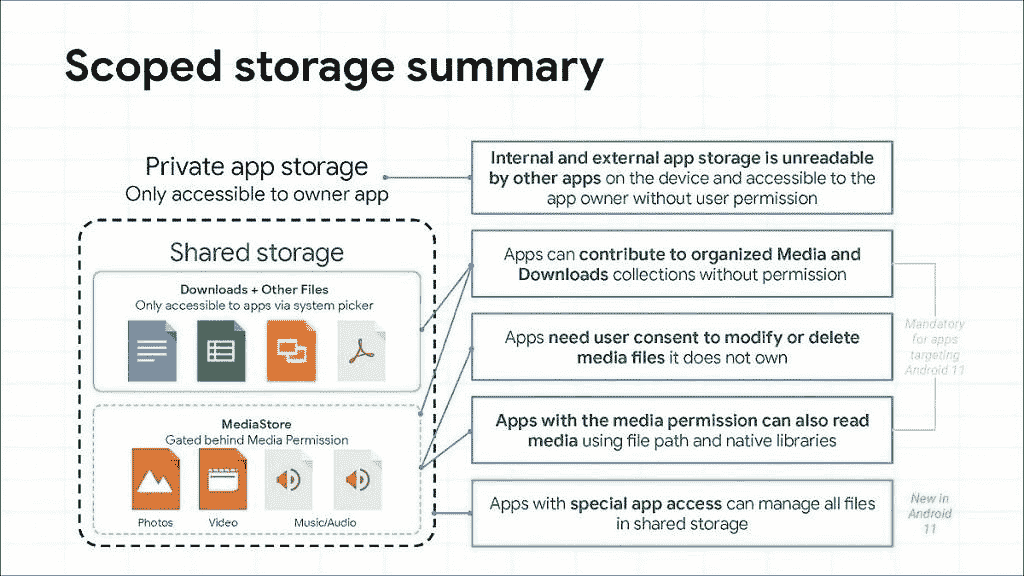 Scoped storage summary
Private app storage
Only accessible to owner app
Shared storage
Downloads + Other Files
Only accessible to apps via system picker
MediaStore
Gated behind Media Permission
Photos
Video
Music/Audio
Internal and external app storage is unreadable
by other apps on the device and accessible to the
app owner without user permission
Apps can contribute to organized Media and
Downloads collections without permission
Apps need user consent to modify or delete
media files it does not own
Apps with the media permission can also read
media using file path and native libraries
Apps with special app access can manage all files
in shared storage
Mandatory
for apps
targeting
Android 11
New in
Android
11